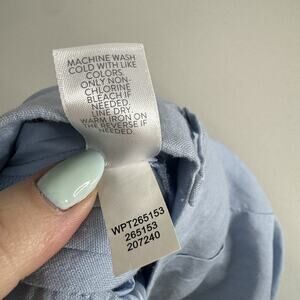 MACHINE WASH
COLD WITH LIKE
COLORS.
ONLY NON-
CHLORINE
BLEACH IF
NEEDED.
LINE DRY.
WARM IRON ON
THE REVERSE IF
NEEDED.
WPT265153
265153
207240